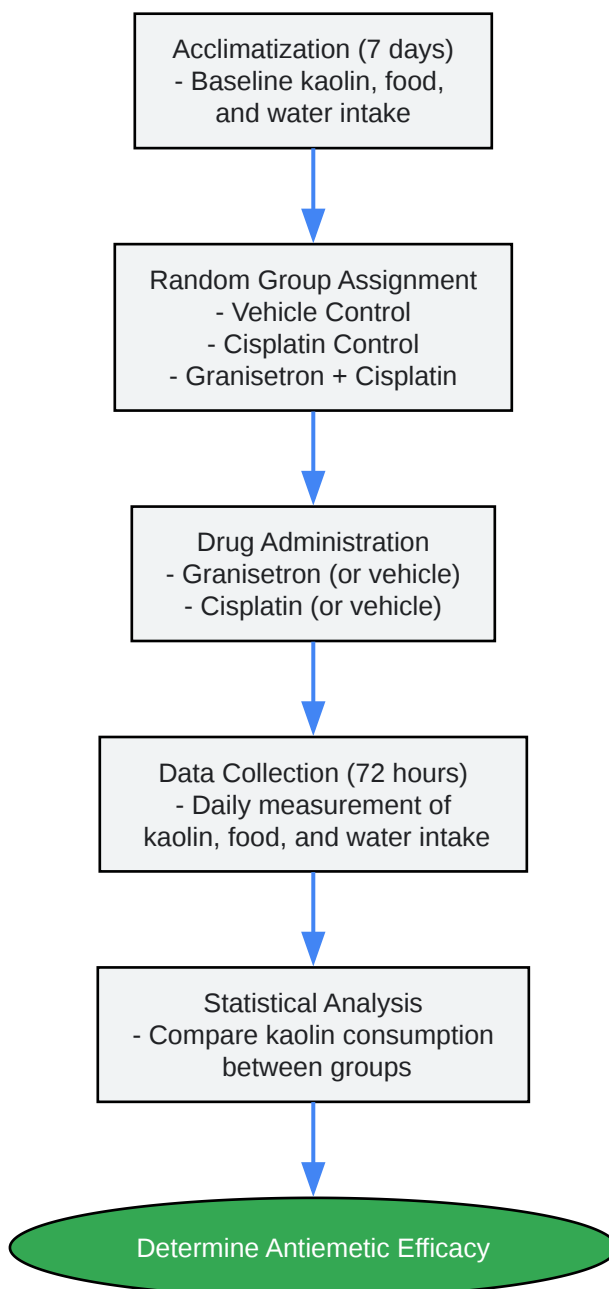 Acclimatization (7 days)
- Baseline kaolin, food,
and water intake
Random Group Assignment
- Vehicle Control
- Cisplatin Control
- Granisetron + Cisplatin
Drug Administration
- Granisetron (or vehicle)
- Cisplatin (or vehicle)
Data Collection (72 hours)
- Daily measurement of
kaolin, food, and water intake
Statistical Analysis
- Compare kaolin consumption
between groups
Determine Antiemetic Efficacy